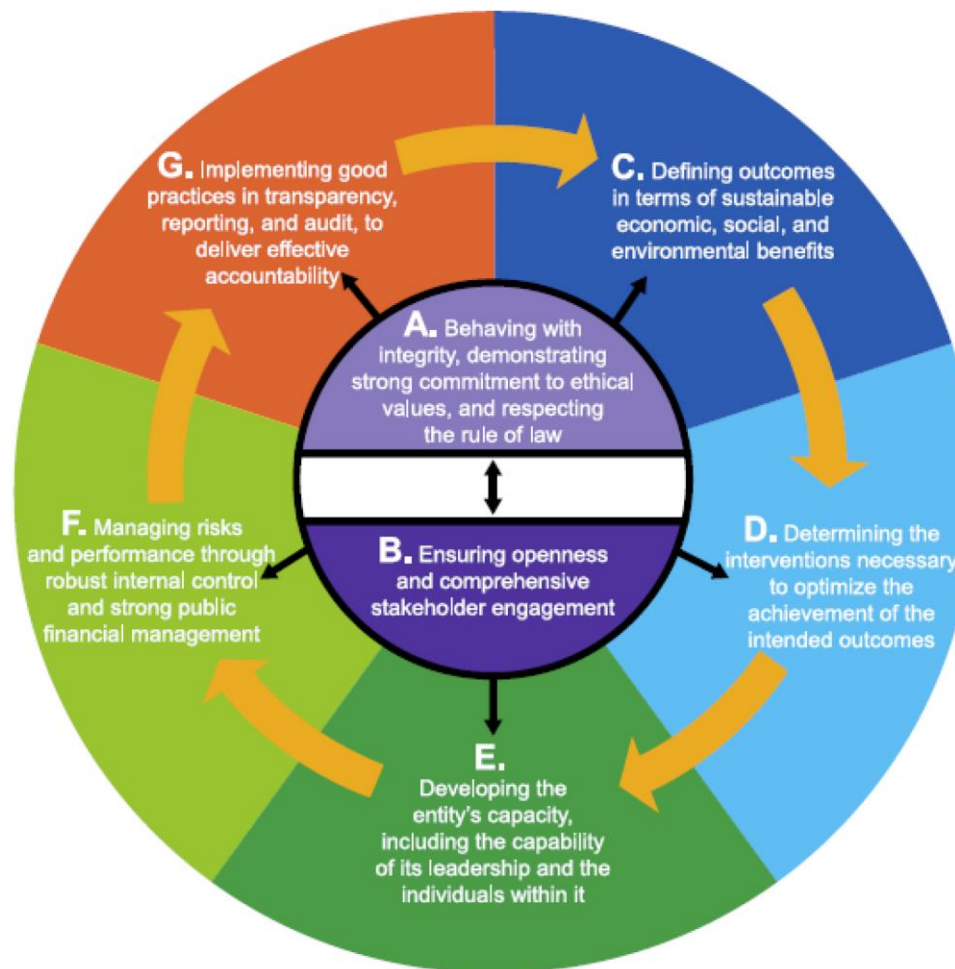 G. Implementing good
practices in transparency,
reporting, and audit, to
deliver effective
accountability
C. Defining outcomes
in terms of sustainable
economic, social, and
environmental benefits
A. Behaving with
integrity, demonstrating
strong commitment to ethical
values, and respecting
the rule of law
F. Managing risks
and performance through
robust internal control
and strong public
financial management
B. Ensuring openness
and comprehensive
stakeholder engagement
D. Determining the
interventions necessary
to optimize the
achievement of the
intended outcomes
E.
Developing the
entity's capacity,
including the capability
of its leadership and the
individuals within it